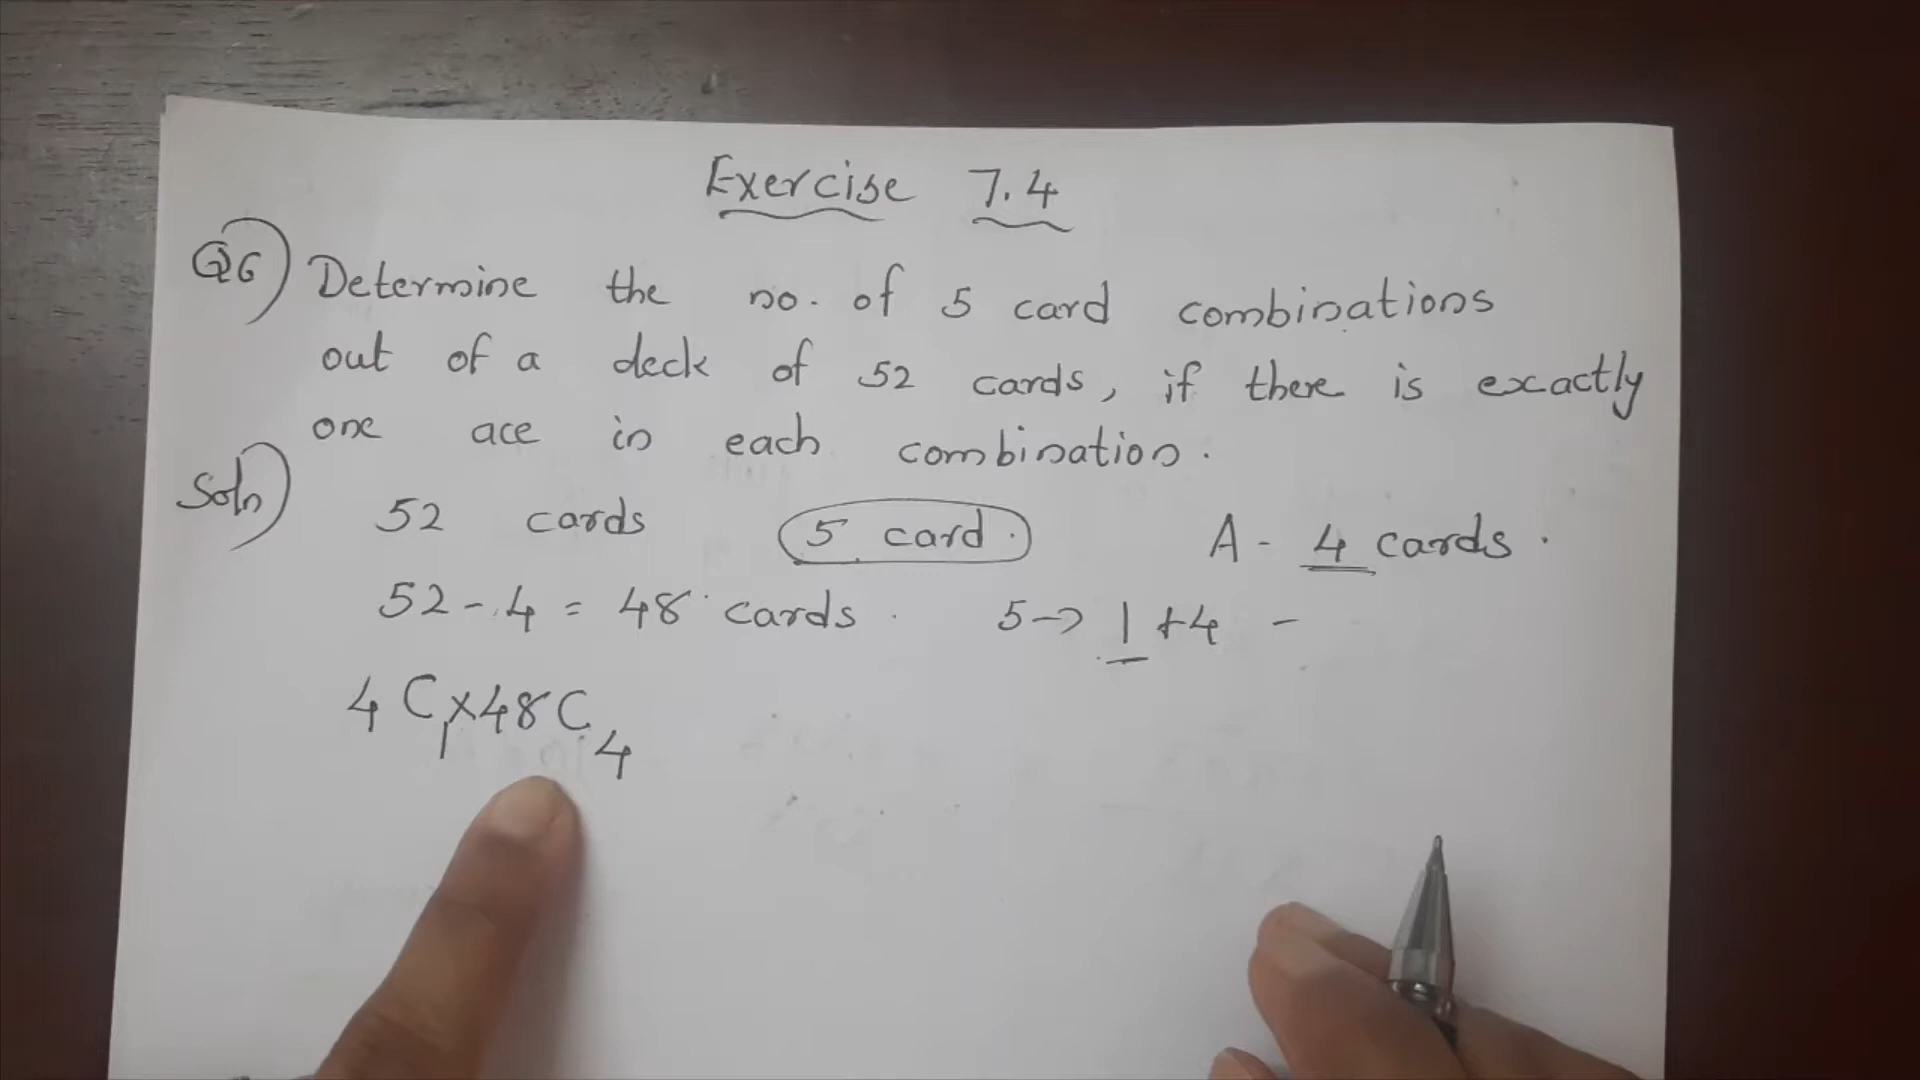 Exercise 7.4
Q6) Determine the no. of 5 card combinations
out of a deck of 52 cards, if there is exactly
one ace in each combination.
Soln) 52 cards 5 card. A - 4 cards.
52 - 4 = 48 cards. 5 → 1 + 4 -
4C₁ × 48C₄